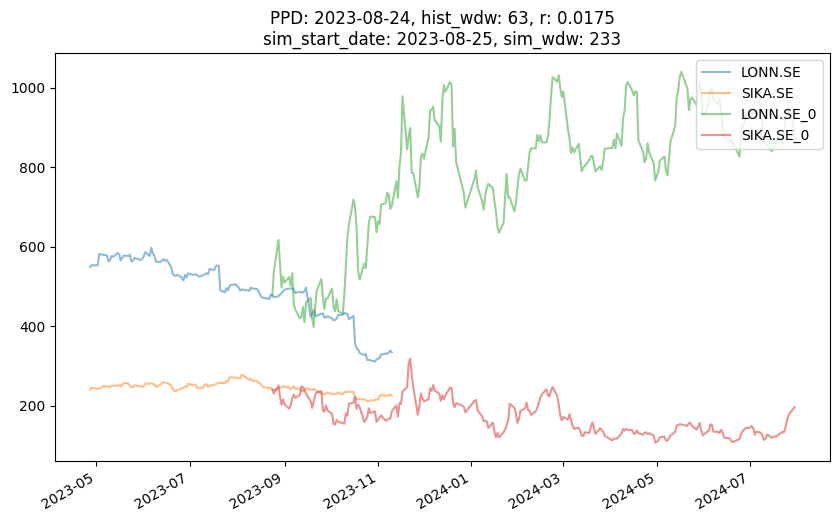 PPD: 2023-08-24, hist_wdw: 63, r: 0.0175
sim_start_date: 2023-08-25, sim_wdw: 233
LONN.SE
SIKA.SE
LONN.SE_0
SIKA.SE_0
1000
800
600
400
200
2023-05
2023-07
2023-09
2023-11
2024-01
2024-03
2024-05
2024-07